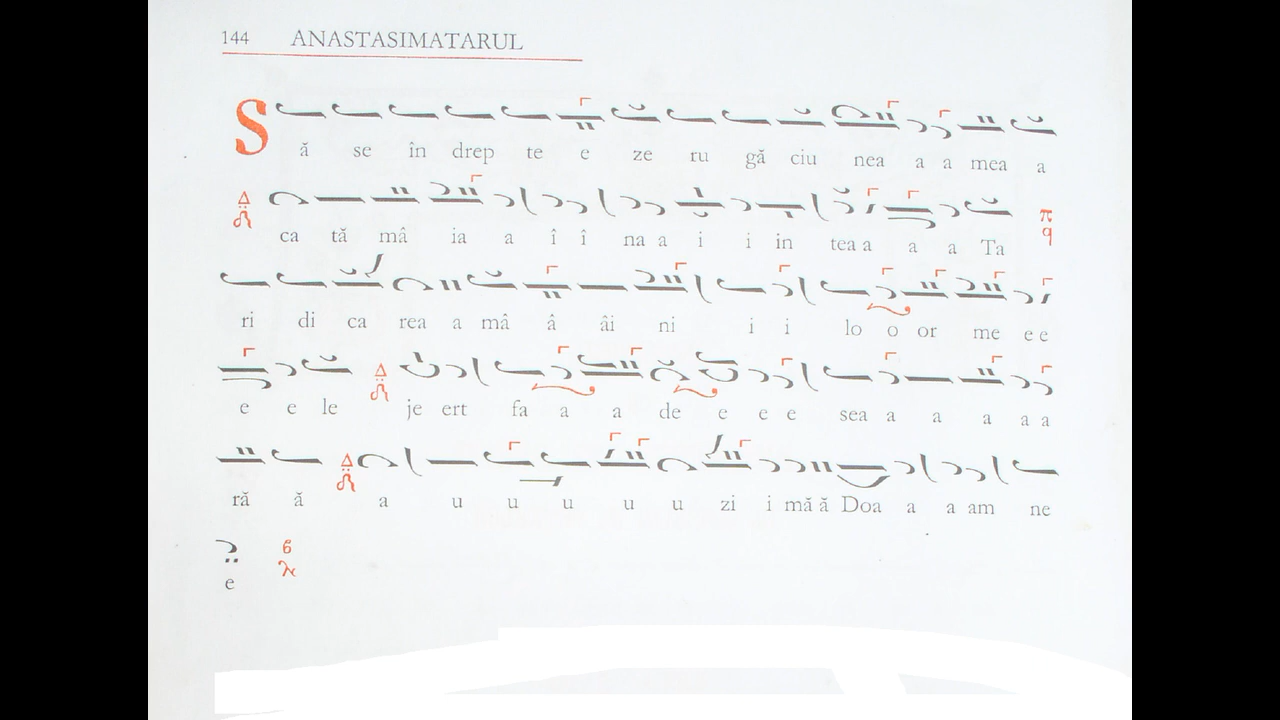 144 ANASTASIMATARUL
S ă se în drep te e ze ru gă ciu nea a a mea a
ca tă mâ ia a î î na a i i in tea a a a Ta
ri di ca rea a mâ â âi ni i i lo o or me e e
e e le je ert fa a a de e e e sea a a a a a
ră ă a u u u u u zi i mă ă Doa a a am ne
e